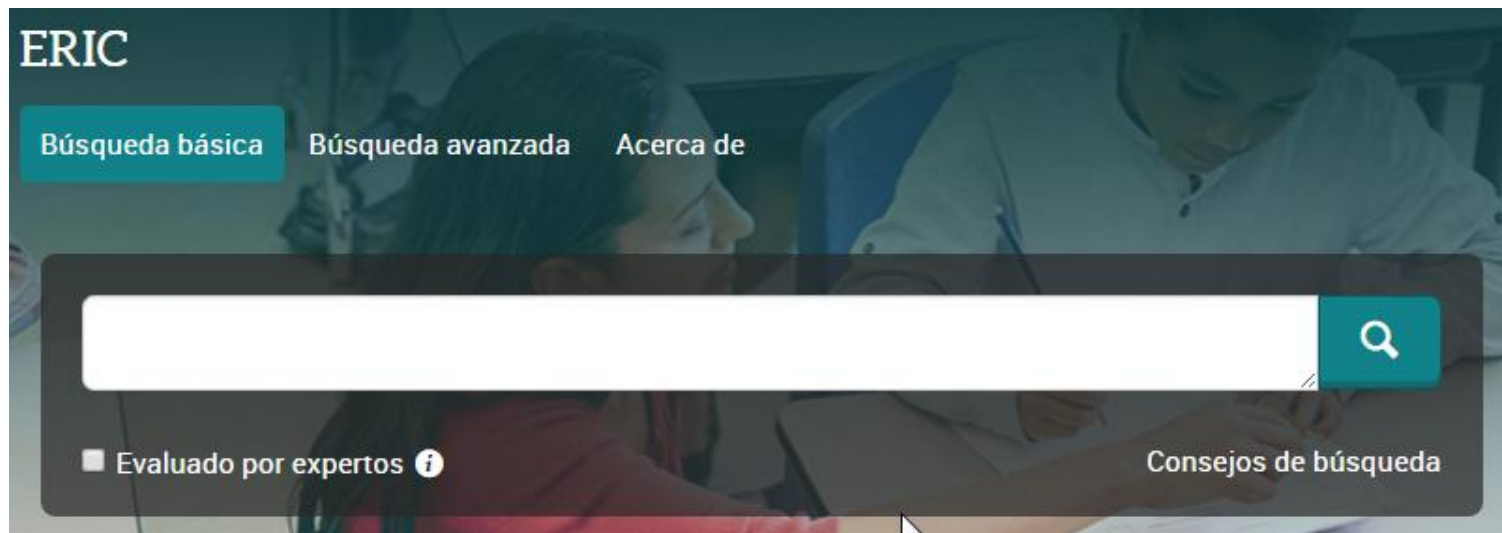 ERIC
Búsqueda básica Búsqueda avanzada Acerca de
Evaluado por expertos Consejos de búsqueda